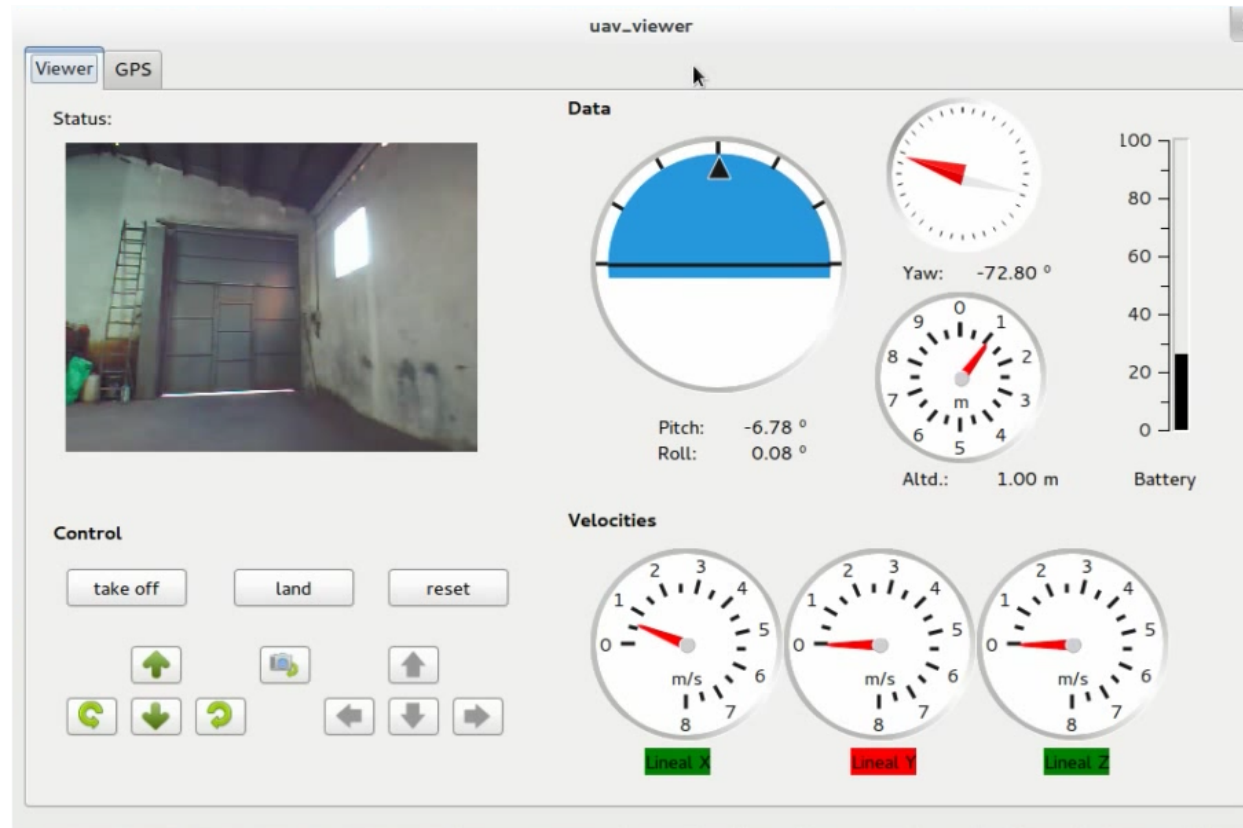 uav_viewer
Viewer GPS
Status:
Data
Pitch: -6.78 º
Roll: 0.08 º
Yaw: -72.80 º
0
1
2
3
4
5
6
7
8
9
m
Altd.: 1.00 m
100
80
60
40
20
0
Battery
Control
take off land reset
Velocities
0
1
2
3
4
5
6
7
8
m/s
Lineal X
0
1
2
3
4
5
6
7
8
m/s
Lineal Y
0
1
2
3
4
5
6
7
8
m/s
Lineal Z